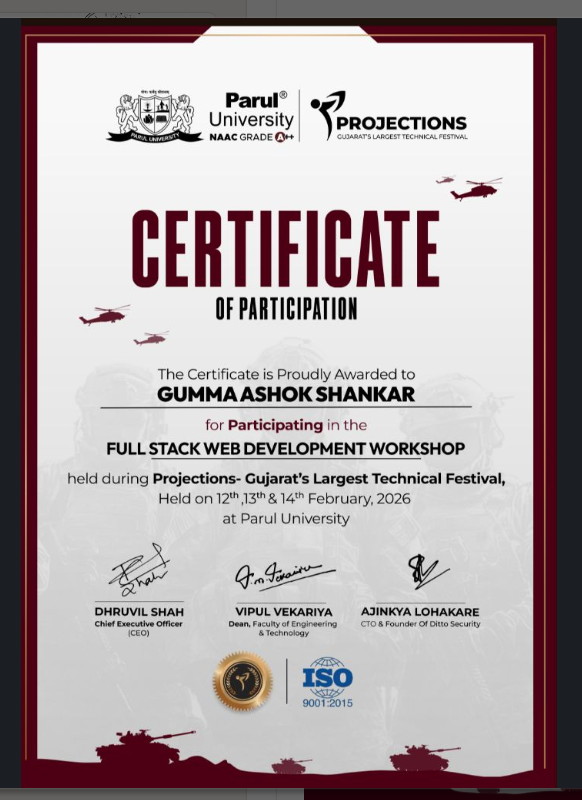 PARUL UNIVERSITY
Parul®
University
NAAC GRADE A++
PROJECTIONS
GUJARAT'S LARGEST TECHNICAL FESTIVAL
CERTIFICATE
OF PARTICIPATION
The Certificate is Proudly Awarded to
GUMMA ASHOK SHANKAR
for Participating in the
FULL STACK WEB DEVELOPMENT WORKSHOP
held during Projections- Gujarat's Largest Technical Festival,
Held on 12th,13th & 14th February, 2026
at Parul University
DHRUVIL SHAH
Chief Executive Officer
(CEO)
VIPUL VEKARIYA
Dean, Faculty of Engineering
& Technology
AJINKYA LOHAKARE
CTO & Founder Of Ditto Security
ISO
9001:2015